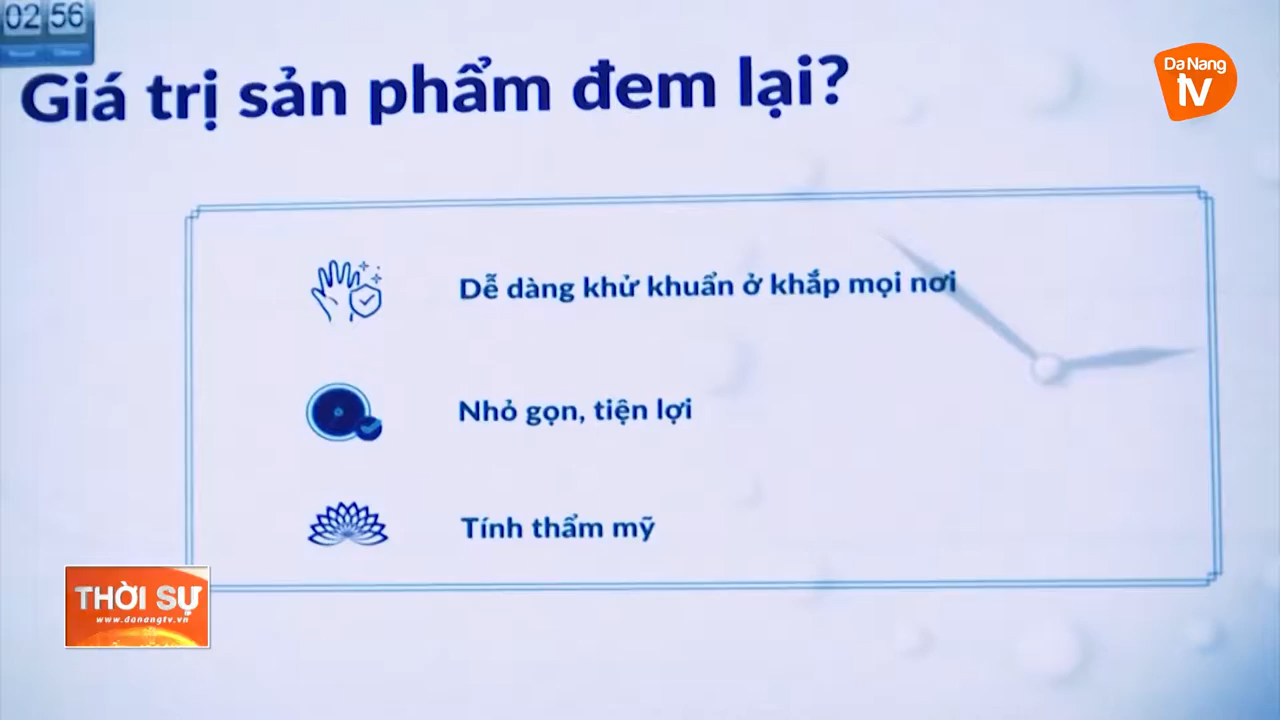 02 56
Giá trị sản phẩm đem lại?
Da Nang
tv
Dễ dàng khử khuẩn ở khắp mọi nơi
Nhỏ gọn, tiện lợi
Tính thẩm mỹ
THỜI SỰ
www.danangtv.vn